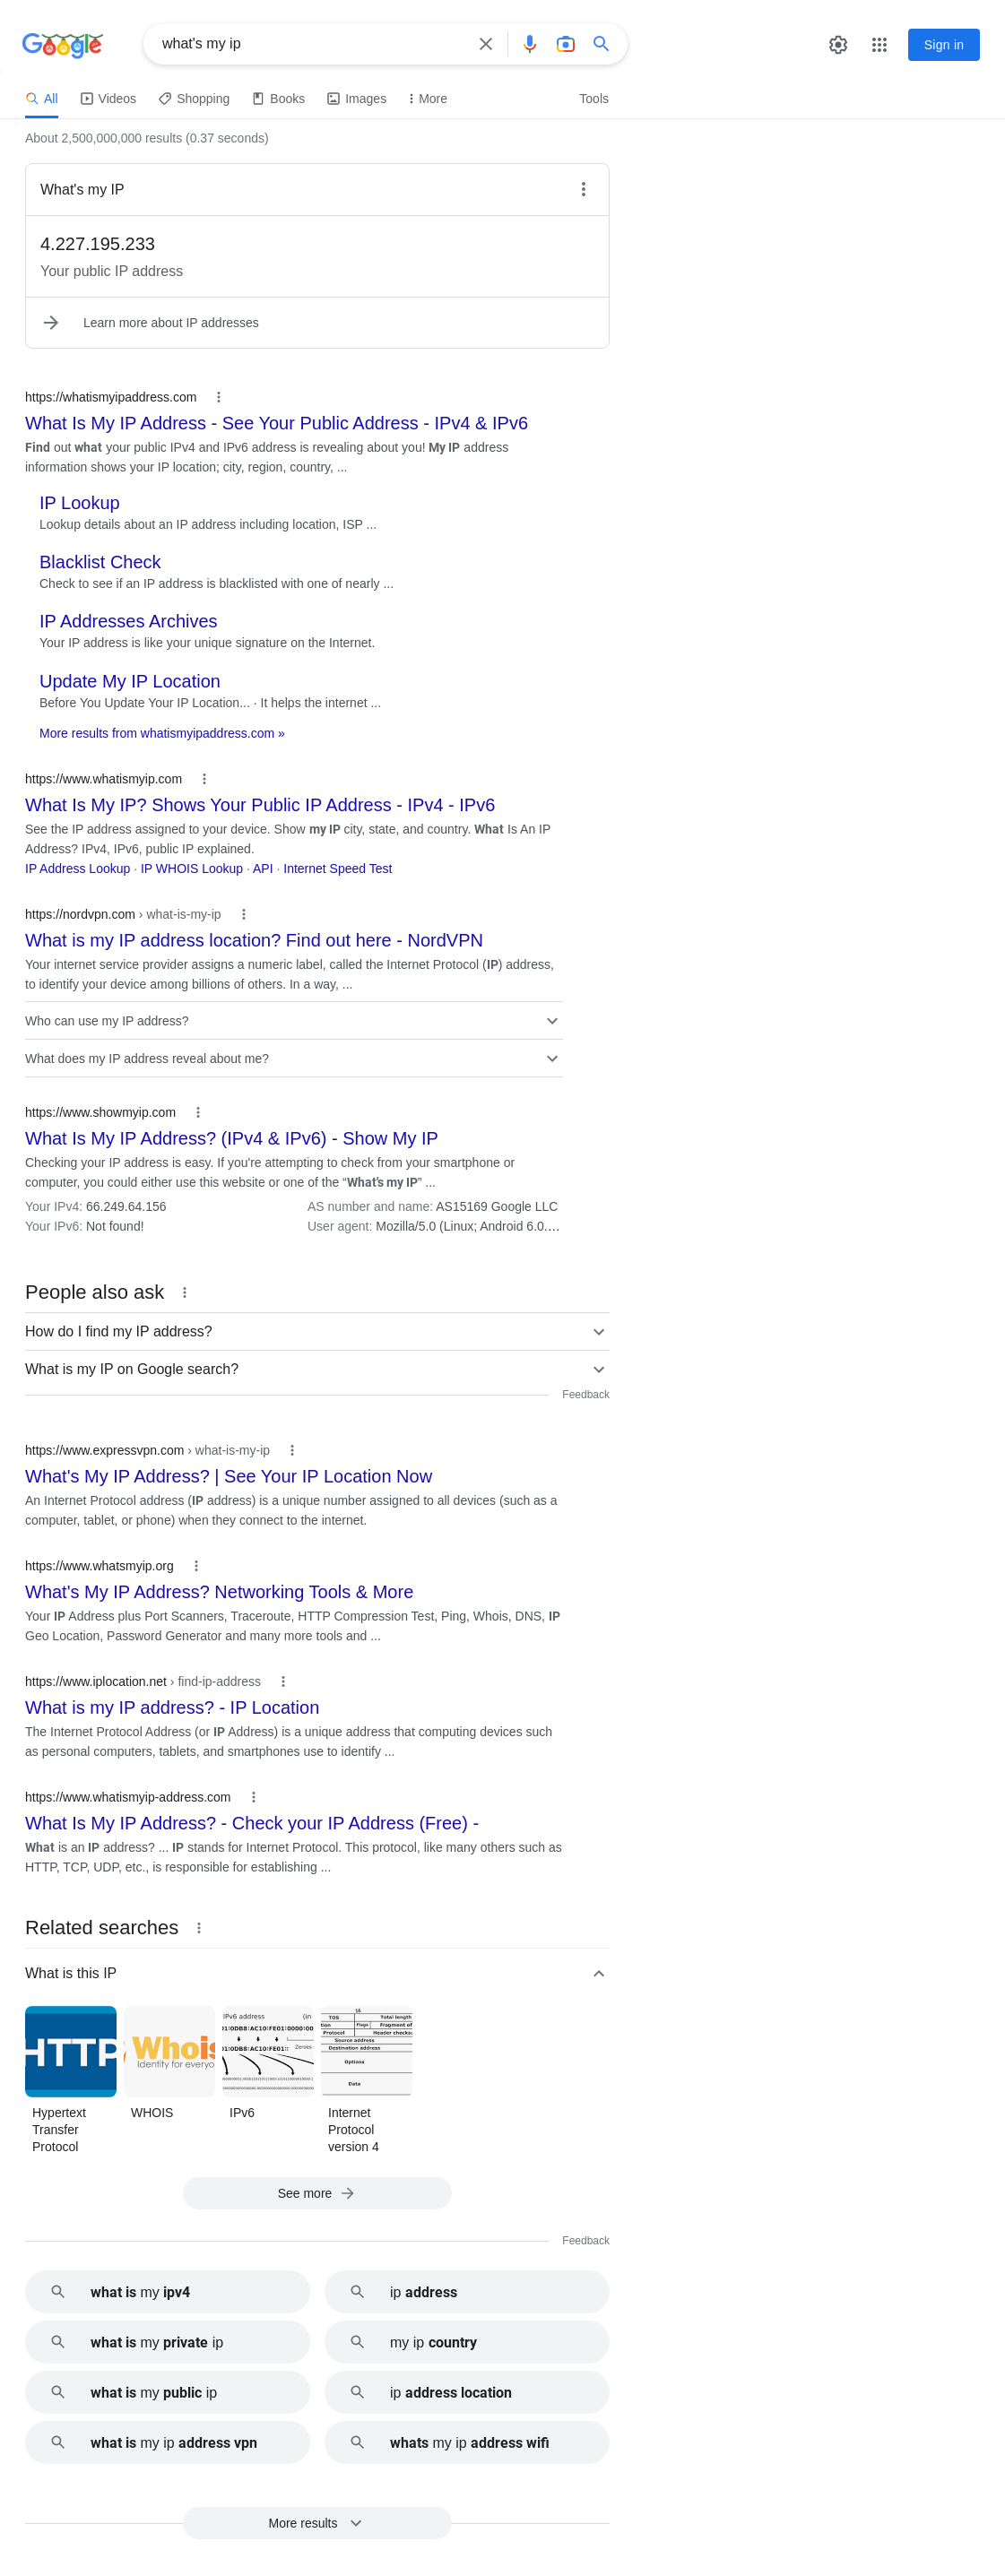 Google
what's my ip
Sign in
All
Videos
Shopping
Books
Images
More
Tools
About 2,500,000,000 results (0.37 seconds)
What's my IP
4.227.195.233
Your public IP address
Learn more about IP addresses
https://whatismyipaddress.com
What Is My IP Address - See Your Public Address - IPv4 & IPv6
Find out what your public IPv4 and IPv6 address is revealing about you! My IP address
information shows your IP location; city, region, country, ...
IP Lookup
Lookup details about an IP address including location, ISP ...
Blacklist Check
Check to see if an IP address is blacklisted with one of nearly ...
IP Addresses Archives
Your IP address is like your unique signature on the Internet.
Update My IP Location
Before You Update Your IP Location... · It helps the internet ...
More results from whatismyipaddress.com »
https://www.whatismyip.com
What Is My IP? Shows Your Public IP Address - IPv4 - IPv6
See the IP address assigned to your device. Show my IP city, state, and country. What Is An IP
Address? IPv4, IPv6, public IP explained.
IP Address Lookup · IP WHOIS Lookup · API · Internet Speed Test
https://nordvpn.com › what-is-my-ip
What is my IP address location? Find out here - NordVPN
Your internet service provider assigns a numeric label, called the Internet Protocol (IP) address,
to identify your device among billions of others. In a way, ...
Who can use my IP address?
What does my IP address reveal about me?
https://www.showmyip.com
What Is My IP Address? (IPv4 & IPv6) - Show My IP
Checking your IP address is easy. If you're attempting to check from your smartphone or
computer, you could either use this website or one of the “What's my IP” ...
Your IPv4: 66.249.64.156
AS number and name: AS15169 Google LLC
Your IPv6: Not found!
User agent: Mozilla/5.0 (Linux; Android 6.0....
People also ask
How do I find my IP address?
What is my IP on Google search?
Feedback
https://www.expressvpn.com › what-is-my-ip
What's My IP Address? | See Your IP Location Now
An Internet Protocol address (IP address) is a unique number assigned to all devices (such as a
computer, tablet, or phone) when they connect to the internet.
https://www.whatsmyip.org
What's My IP Address? Networking Tools & More
Your IP Address plus Port Scanners, Traceroute, HTTP Compression Test, Ping, Whois, DNS, IP
Geo Location, Password Generator and many more tools and ...
https://www.iplocation.net › find-ip-address
What is my IP address? - IP Location
The Internet Protocol Address (or IP Address) is a unique address that computing devices such
as personal computers, tablets, and smartphones use to identify ...
https://www.whatismyip-address.com
What Is My IP Address? - Check your IP Address (Free) -
What is an IP address? ... IP stands for Internet Protocol. This protocol, like many others such as
HTTP, TCP, UDP, etc., is responsible for establishing ...
Related searches
What is this IP
HTTP
Whois
Identity for everyo
IPv6 address (in
Zeroes
16
TOS Total length
Flags Fragment of
Protocol Header checks
Source address
Destination address
Options
Data
Hypertext
Transfer
Protocol
WHOIS
IPv6
Internet
Protocol
version 4
See more
Feedback
what is my ipv4
ip address
what is my private ip
my ip country
what is my public ip
ip address location
what is my ip address vpn
whats my ip address wifi
More results